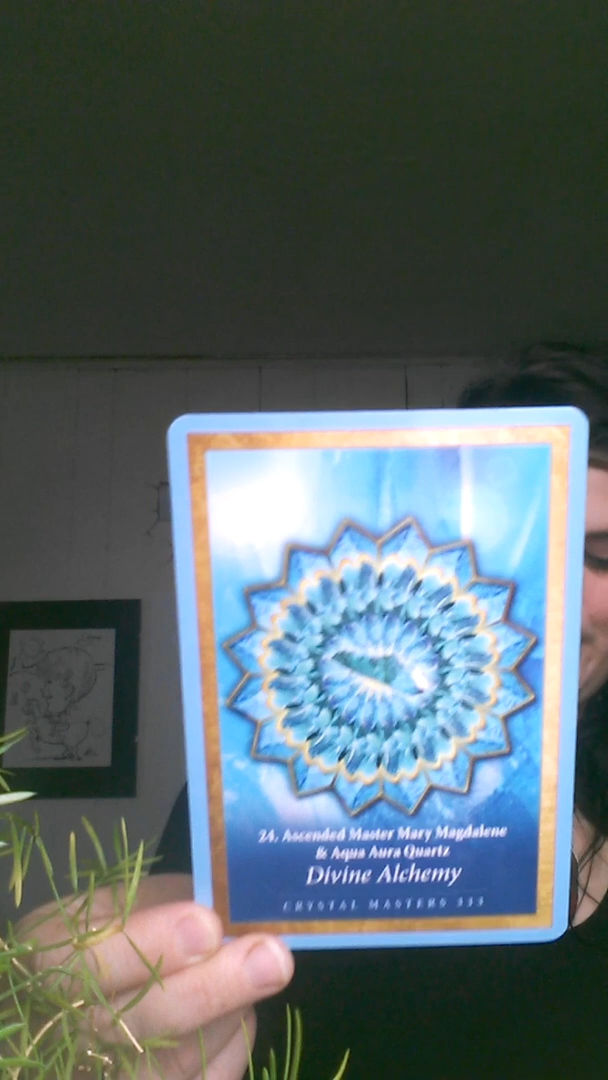 24. Ascended Master Mary Magdalene
& Aqua Aura Quartz
Divine Alchemy
CRYSTAL MASTERS 333